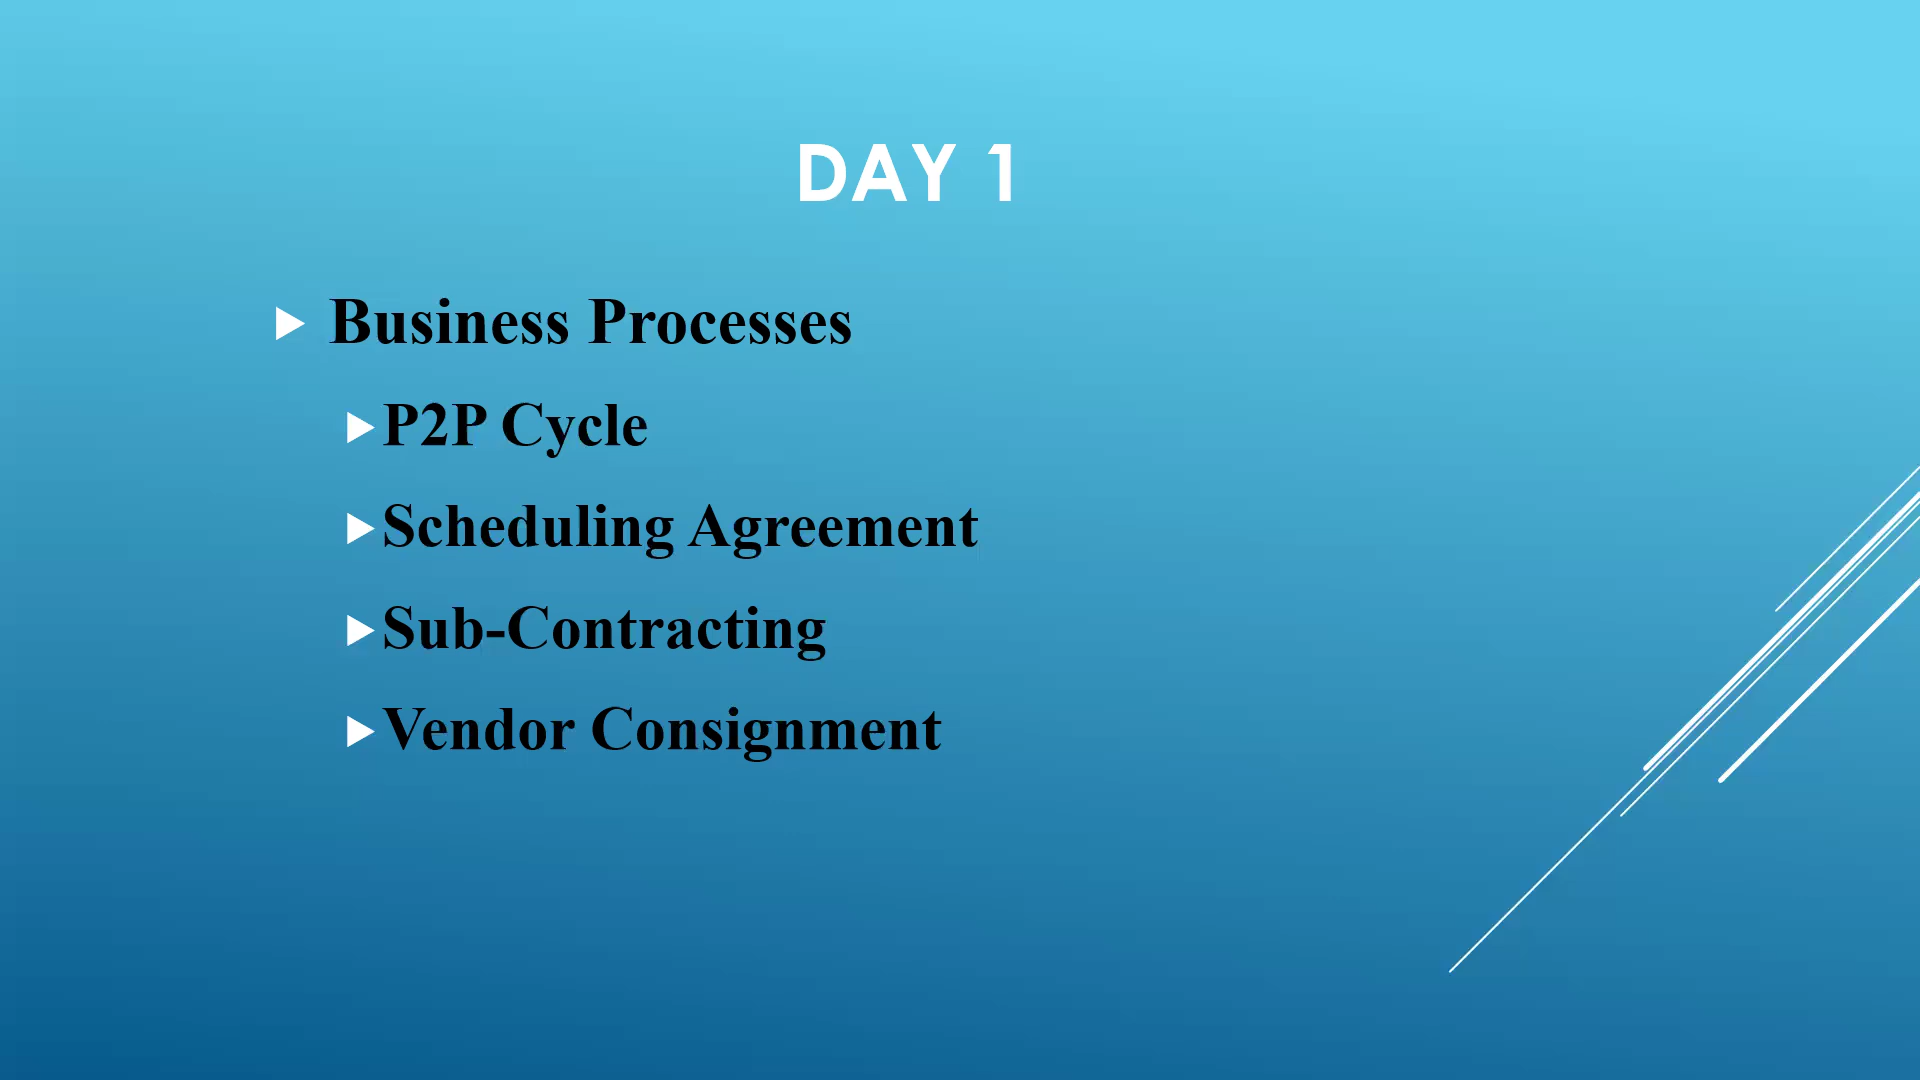 DAY 1
Business Processes
P2P Cycle
Scheduling Agreement
Sub-Contracting
Vendor Consignment